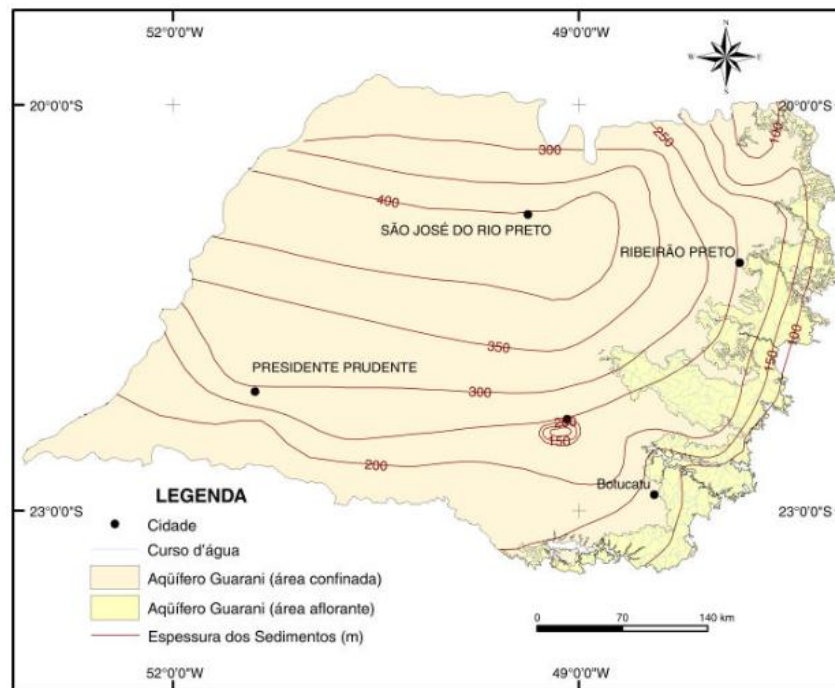 52°0'0"W
49°0'0"W
N
W
E
S
20°0'0"S
20°0'0"S
100
250
300
400
SÃO JOSÉ DO RIO PRETO
RIBEIRÃO PRETO
100
350
150
PRESIDENTE PRUDENTE
300
150
200
Botucatu
23°0'0"S
23°0'0"S
LEGENDA
Cidade
Curso d'água
Aqüífero Guarani (área confinada)
Aqüífero Guarani (área aflorante)
Espessura dos Sedimentos (m)
0
70
140 km
52°0'0"W
49°0'0"W